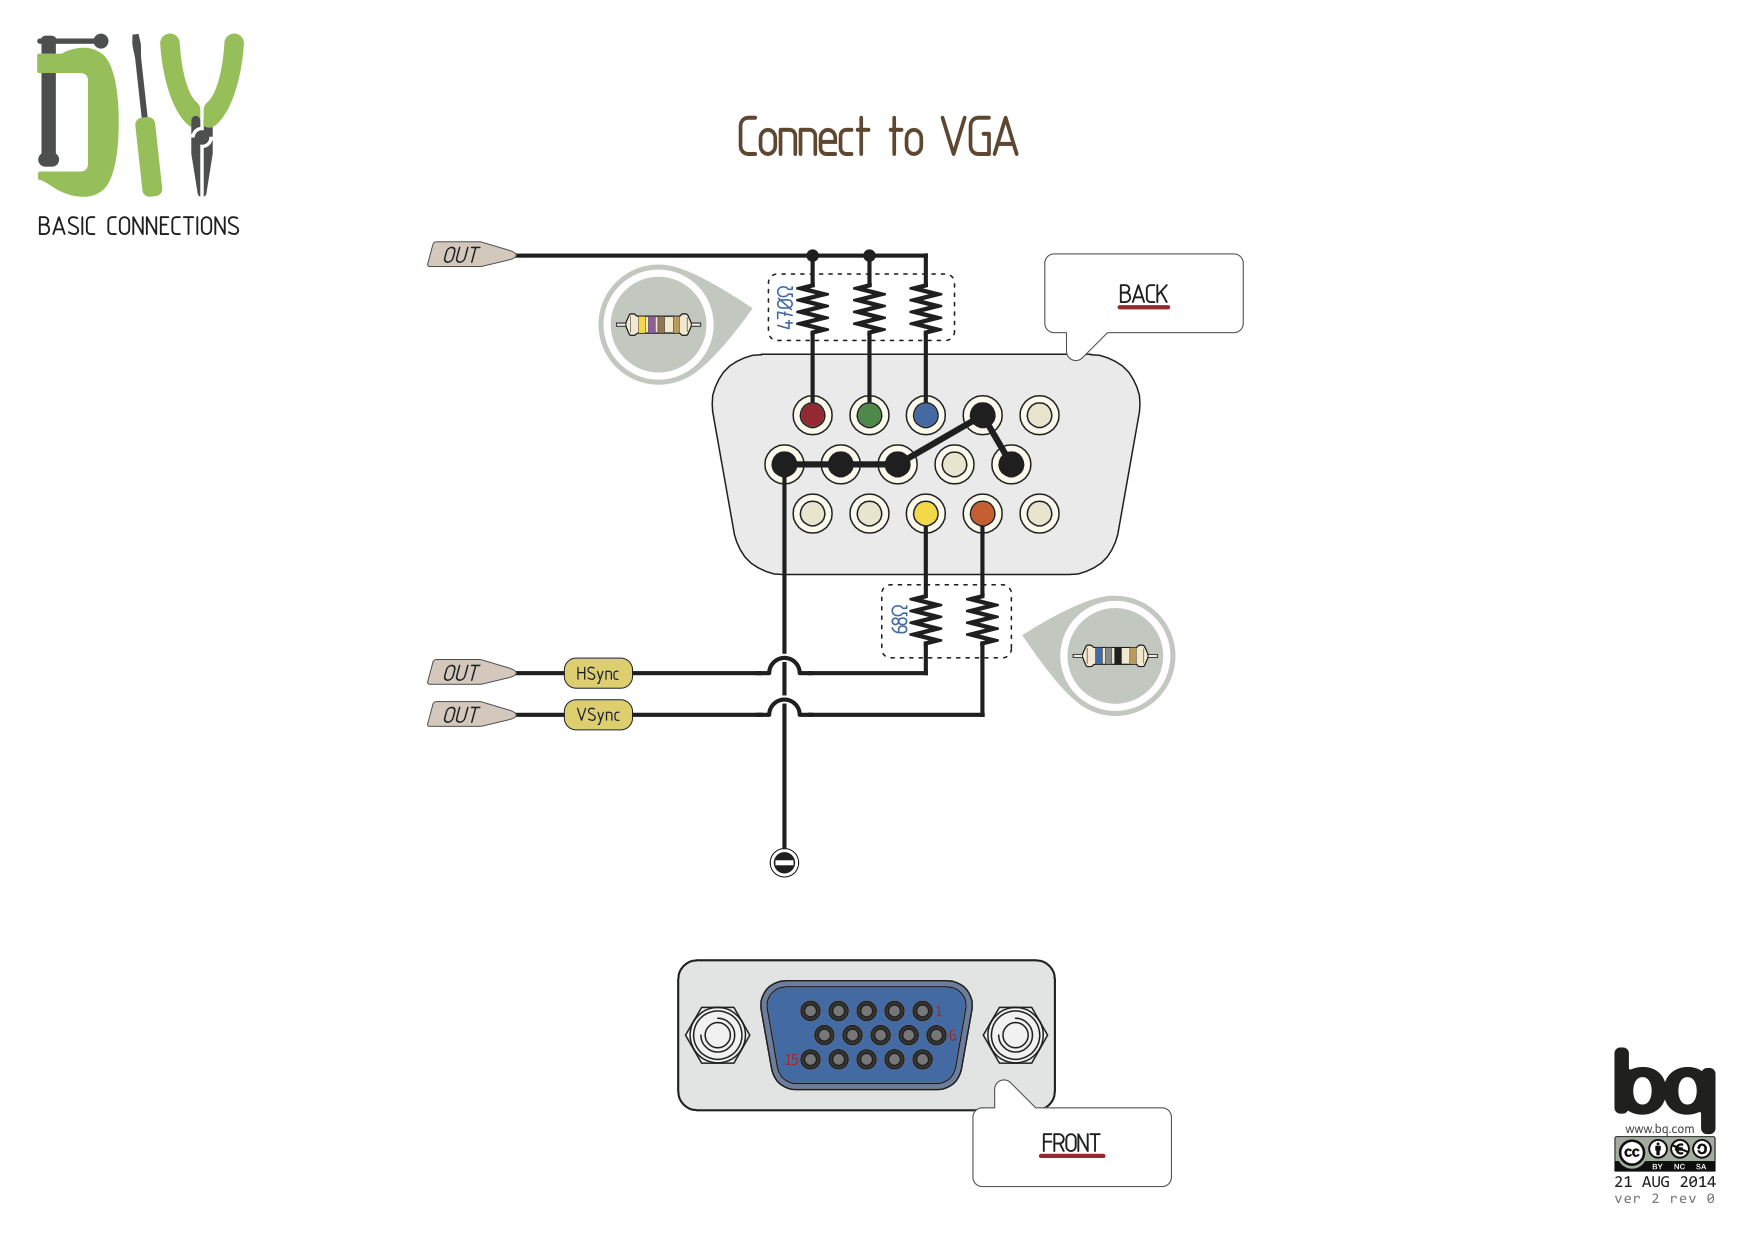 DIY
BASIC CONNECTIONS
Connect to VGA
OUT
470Ω
BACK
68Ω
OUT
HSync
OUT
VSync
1
6
15
FRONT
bq
www.bq.com
cc
BY NC SA
21 AUG 2014
ver 2 rev 0